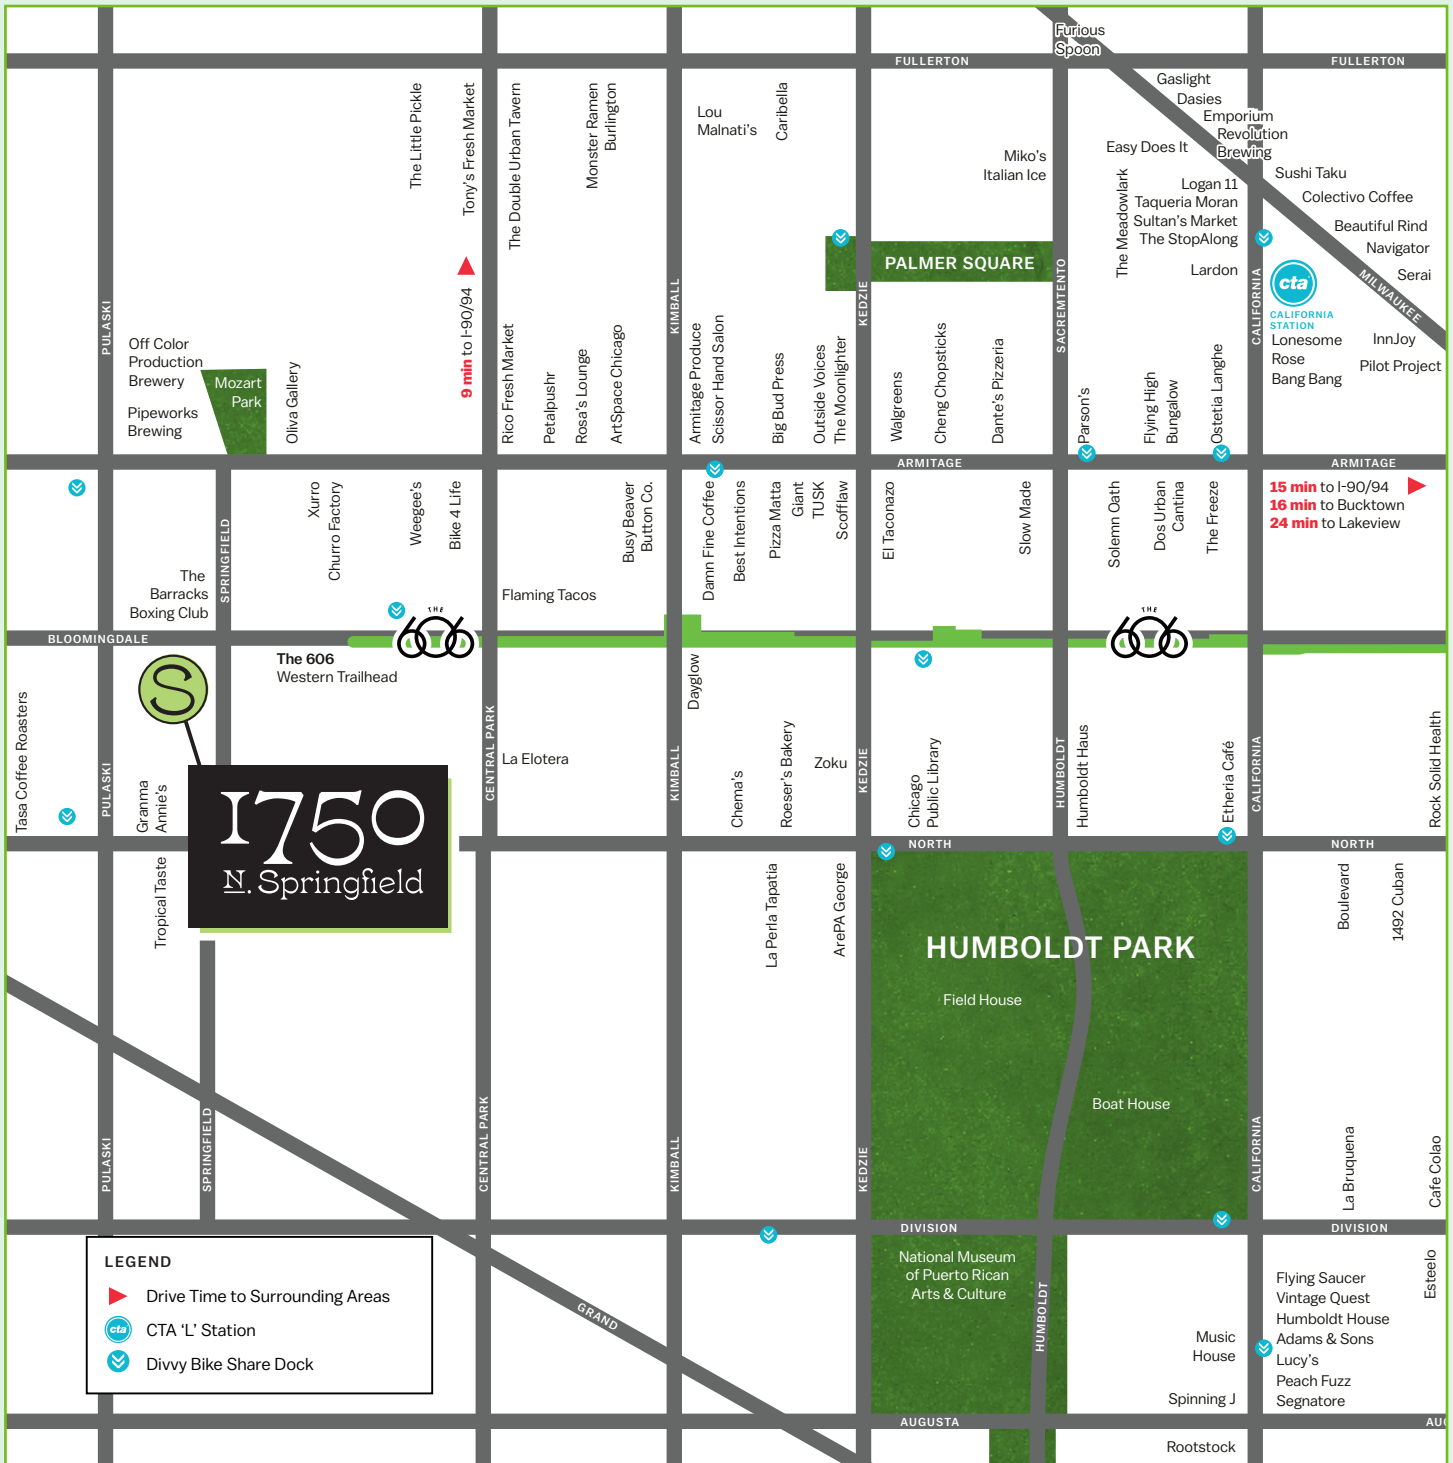 Furious
Spoon
FULLERTON
FULLERTON
The Little Pickle
Tony's Fresh Market
The Double Urban Tavern
Monster Ramen
Burlington
Lou
Malnati's
Caribella
Miko's
Italian Ice
Gaslight
Dasies
Emporium
Revolution
Brewing
Easy Does It
The Meadowlark
Logan 11
Taqueria Moran
Sultan's Market
The StopAlong
Lardon
Sushi Taku
Colectivo Coffee
Beautiful Rind
Navigator
Serai
MILWAUKEE
PALMER SQUARE
cta
CALIFORNIA
STATION
Lonesome
Rose
Bang Bang
InnJoy
Pilot Project
PULASKI
KIMBALL
KEDZIE
SACREMTENTO
CALIFORNIA
Off Color
Production
Brewery
Pipeworks
Brewing
Mozart
Park
Oliva Gallery
9 min to I-90/94
Rico Fresh Market
Petalpushr
Rosa's Lounge
ArtSpace Chicago
Armitage Produce
Scissor Hand Salon
Big Bud Press
Outside Voices
The Moonlighter
Walgreens
Cheng Chopsticks
Dante's Pizzeria
Parson's
Flying High
Bungalow
Ostetia Langhe
ARMITAGE
ARMITAGE
15 min to I-90/94
16 min to Bucktown
24 min to Lakeview
SPRINGFIELD
Xurro
Churro Factory
Weegee's
Bike 4 Life
Busy Beaver
Button Co.
Damn Fine Coffee
Best Intentions
Pizza Matta
Giant
TUSK
Scofflaw
El Taconazo
Slow Made
Solemn Oath
Dos Urban
Cantina
The Freeze
The
Barracks
Boxing Club
Flaming Tacos
BLOOMINGDALE
THE
606
THE
606
The 606
Western Trailhead
S
Tasa Coffee Roasters
PULASKI
Granma
Annie's
1750
N. Springfield
CENTRAL PARK
La Elotera
KIMBALL
Dayglow
Chema's
Roeser's Bakery
Zoku
KEDZIE
Chicago
Public Library
HUMBOLDT
Humboldt Haus
Etheria Café
CALIFORNIA
Rock Solid Health
NORTH
NORTH
Tropical Taste
La Perla Tapatia
ArePA George
HUMBOLDT PARK
Field House
Boat House
Boulevard
1492 Cuban
PULASKI
SPRINGFIELD
CENTRAL PARK
KIMBALL
KEDZIE
CALIFORNIA
La Bruquena
Cafe Colao
DIVISION
DIVISION
LEGEND
Drive Time to Surrounding Areas
cta
CTA 'L' Station
Divvy Bike Share Dock
GRAND
National Museum
of Puerto Rican
Arts & Culture
HUMBOLDT
Music
House
Spinning J
Flying Saucer
Vintage Quest
Humboldt House
Adams & Sons
Lucy's
Peach Fuzz
Segnatore
Esteelo
AUGUSTA
AUG
Rootstock